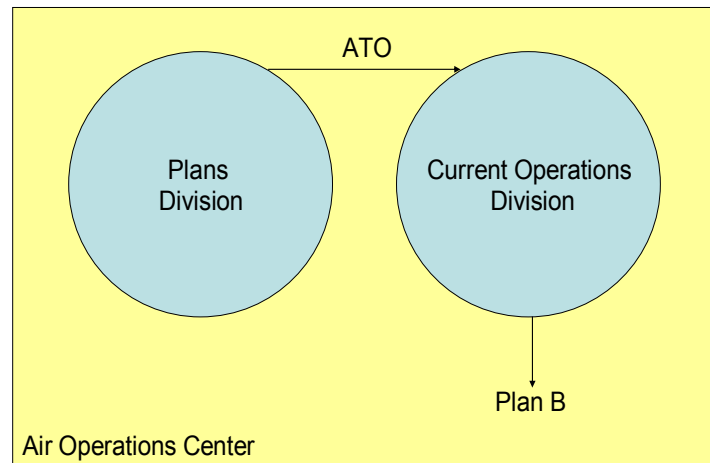 ATO
Plans
Division
Current Operations
Division
Plan B
Air Operations Center